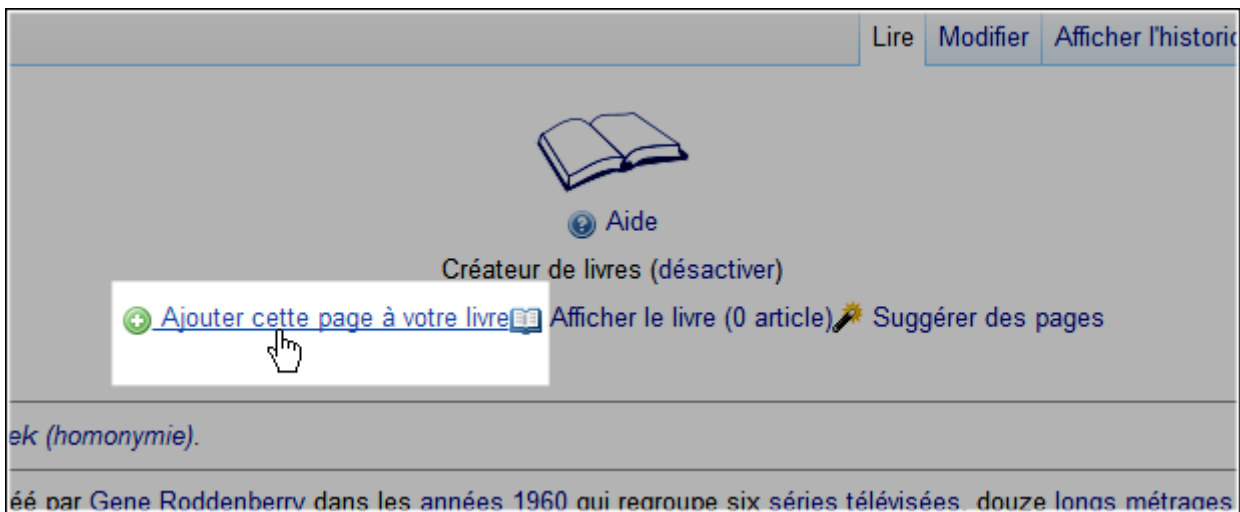 Lire Modifier Afficher l'historic
Aide
Créateur de livres (désactiver)
Ajouter cette page à votre livre Afficher le livre (0 article) Suggérer des pages
ek (homonymie).
éé par Gene Roddenberry dans les années 1960 qui regroupe six séries télévisées, douze longs métrages